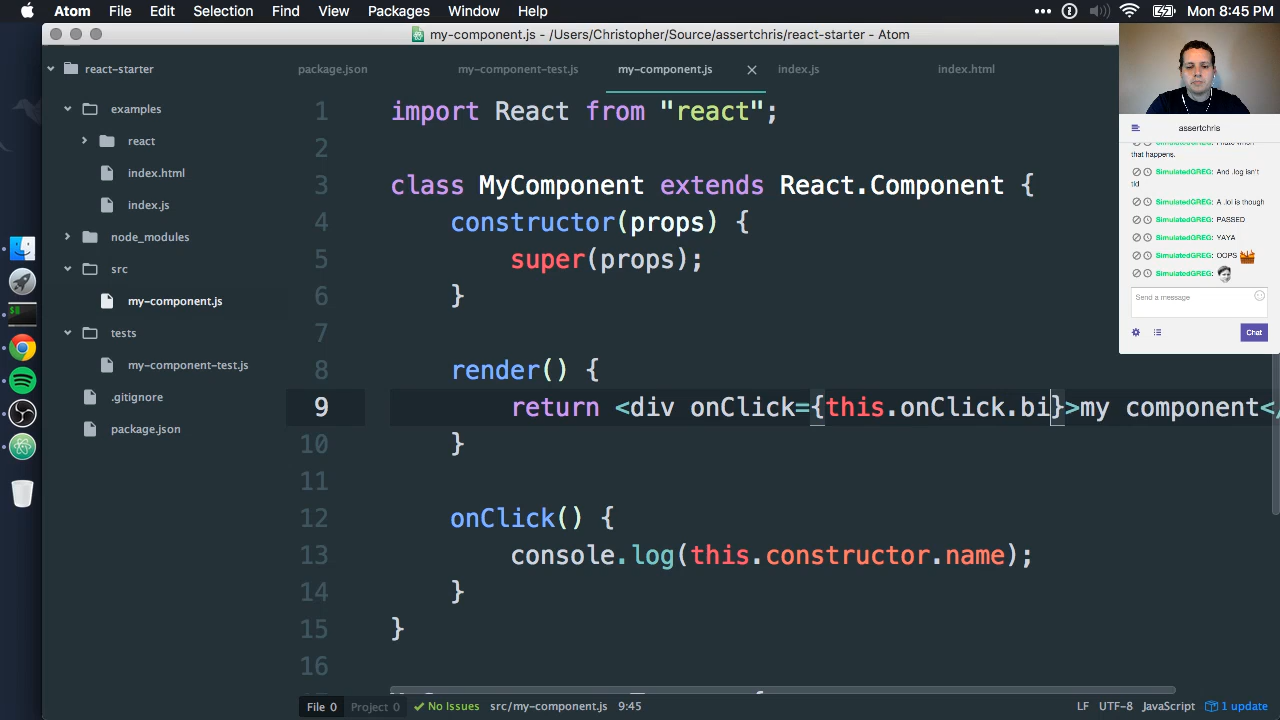 Atom File Edit Selection Find View Packages Window Help Mon 8:45 PM
my-component.js - /Users/Christopher/Source/assertchris/react-starter - Atom
react-starter
examples
react
index.html
index.js
node_modules
src
my-component.js
tests
my-component-test.js
.gitignore
package.json
package.json my-component-test.js my-component.js index.js index.html
1 import React from "react";
2
3 class MyComponent extends React.Component {
4 constructor(props) {
5 super(props);
6 }
7
8 render() {
9 return <div onClick={this.onClick.bi}>my component</
10 }
11
12 onClick() {
13 console.log(this.constructor.name);
14 }
15 }
16
File 0 Project 0 No Issues src/my-component.js 9:45 LF UTF-8 JavaScript 1 update
assertchris
that happens.
SimulatedGREG: And .log isn't
tld
SimulatedGREG: A .lol is though
SimulatedGREG: PASSED
SimulatedGREG: YAYA
SimulatedGREG: OOPS
SimulatedGREG:
Send a message
Chat